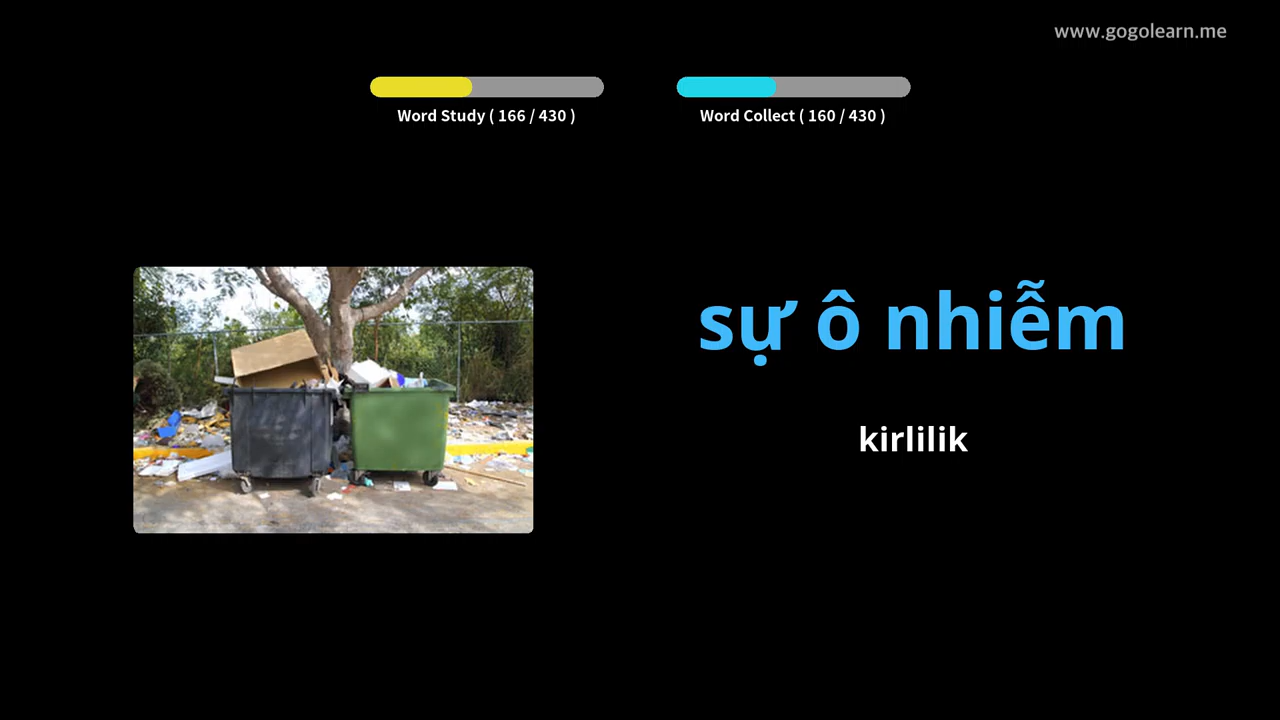 www.gogolearn.me
Word Study ( 166 / 430 )
Word Collect ( 160 / 430 )
sự ô nhiễm
kirlilik